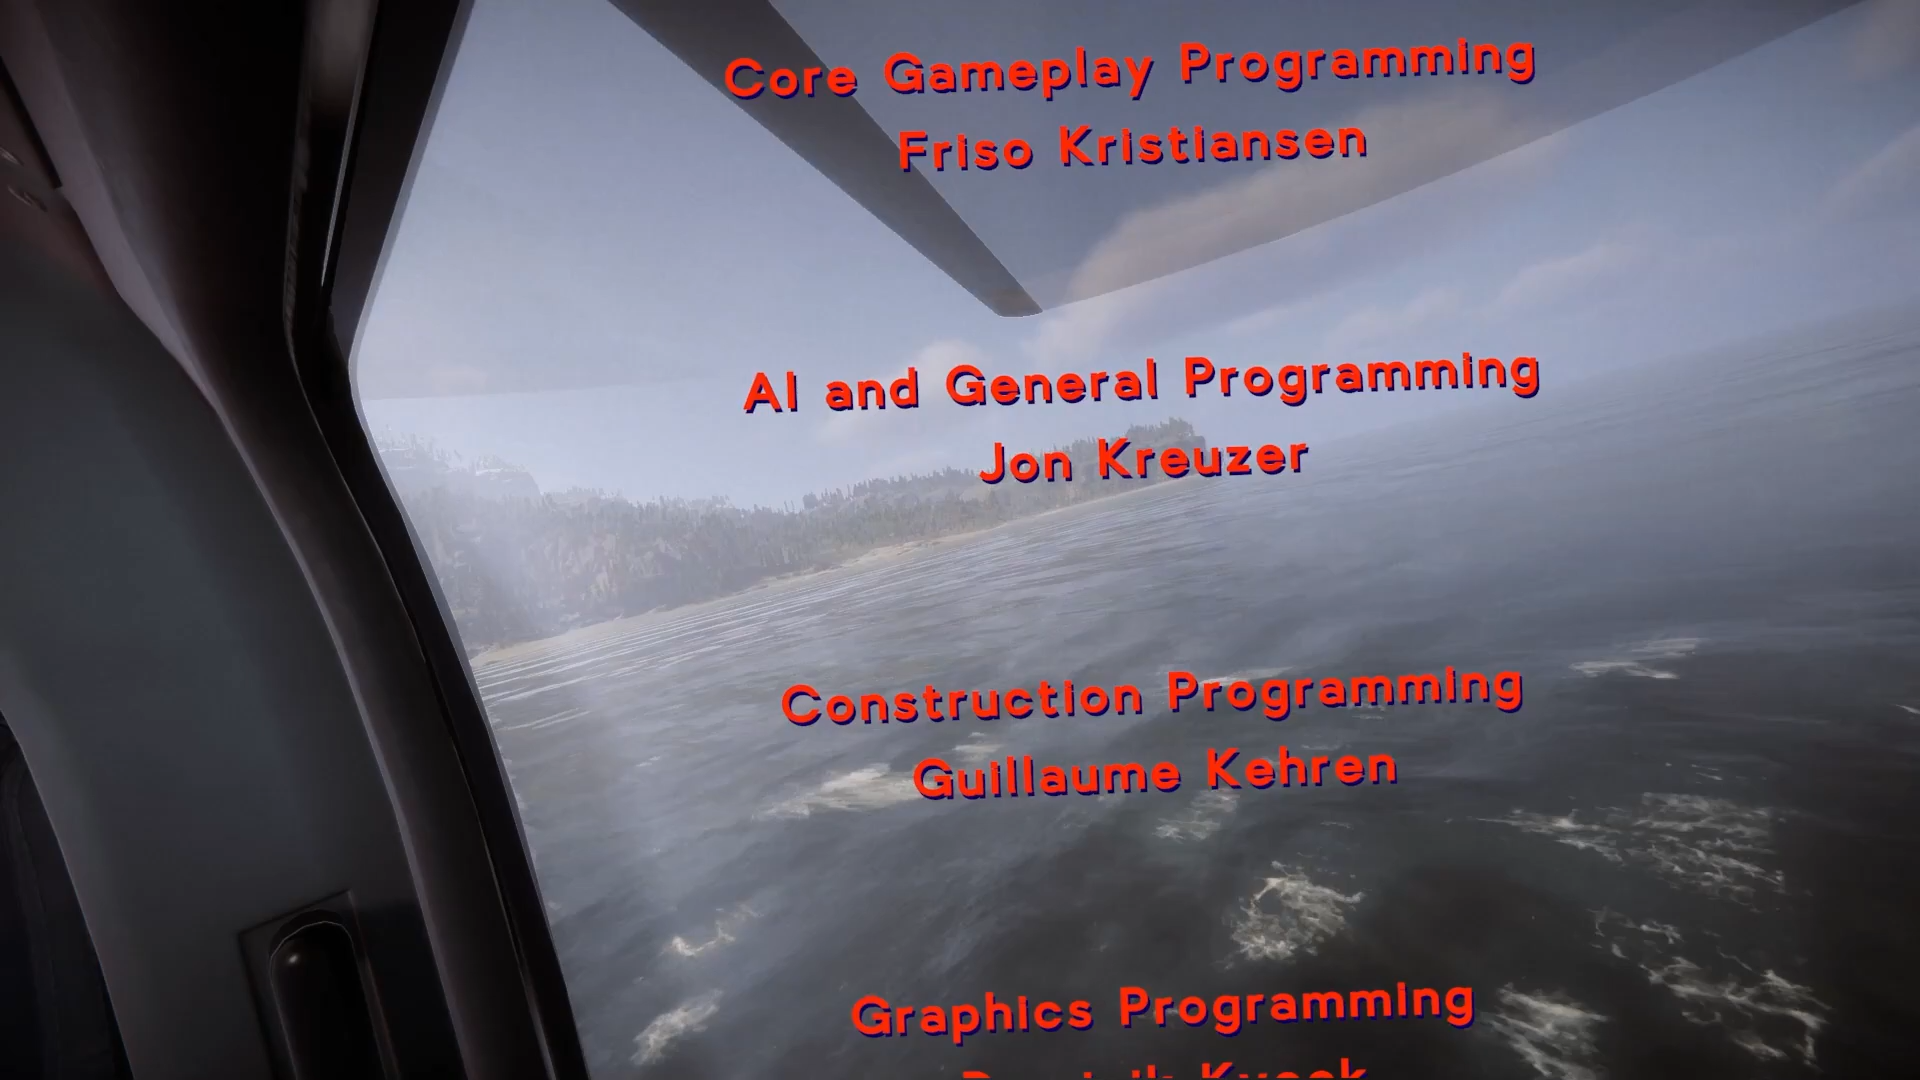 Core Gameplay Programming
Friso Kristiansen
AI and General Programming
Jon Kreuzer
Construction Programming
Guillaume Kehren
Graphics Programming